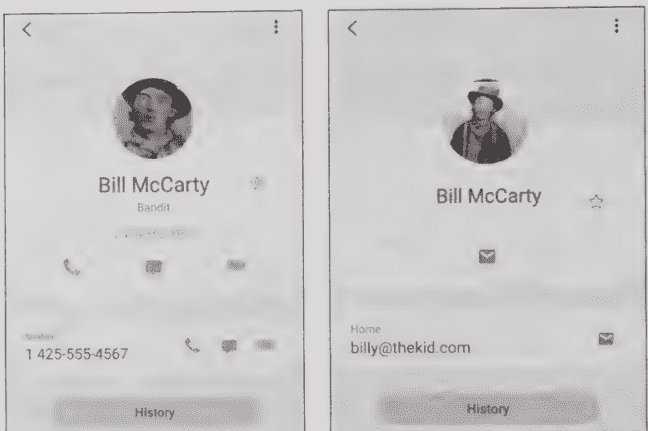 Bill McCarty
Bandit
1 425-555-4567
History
Bill McCarty
Home
billy@thekid.com
History